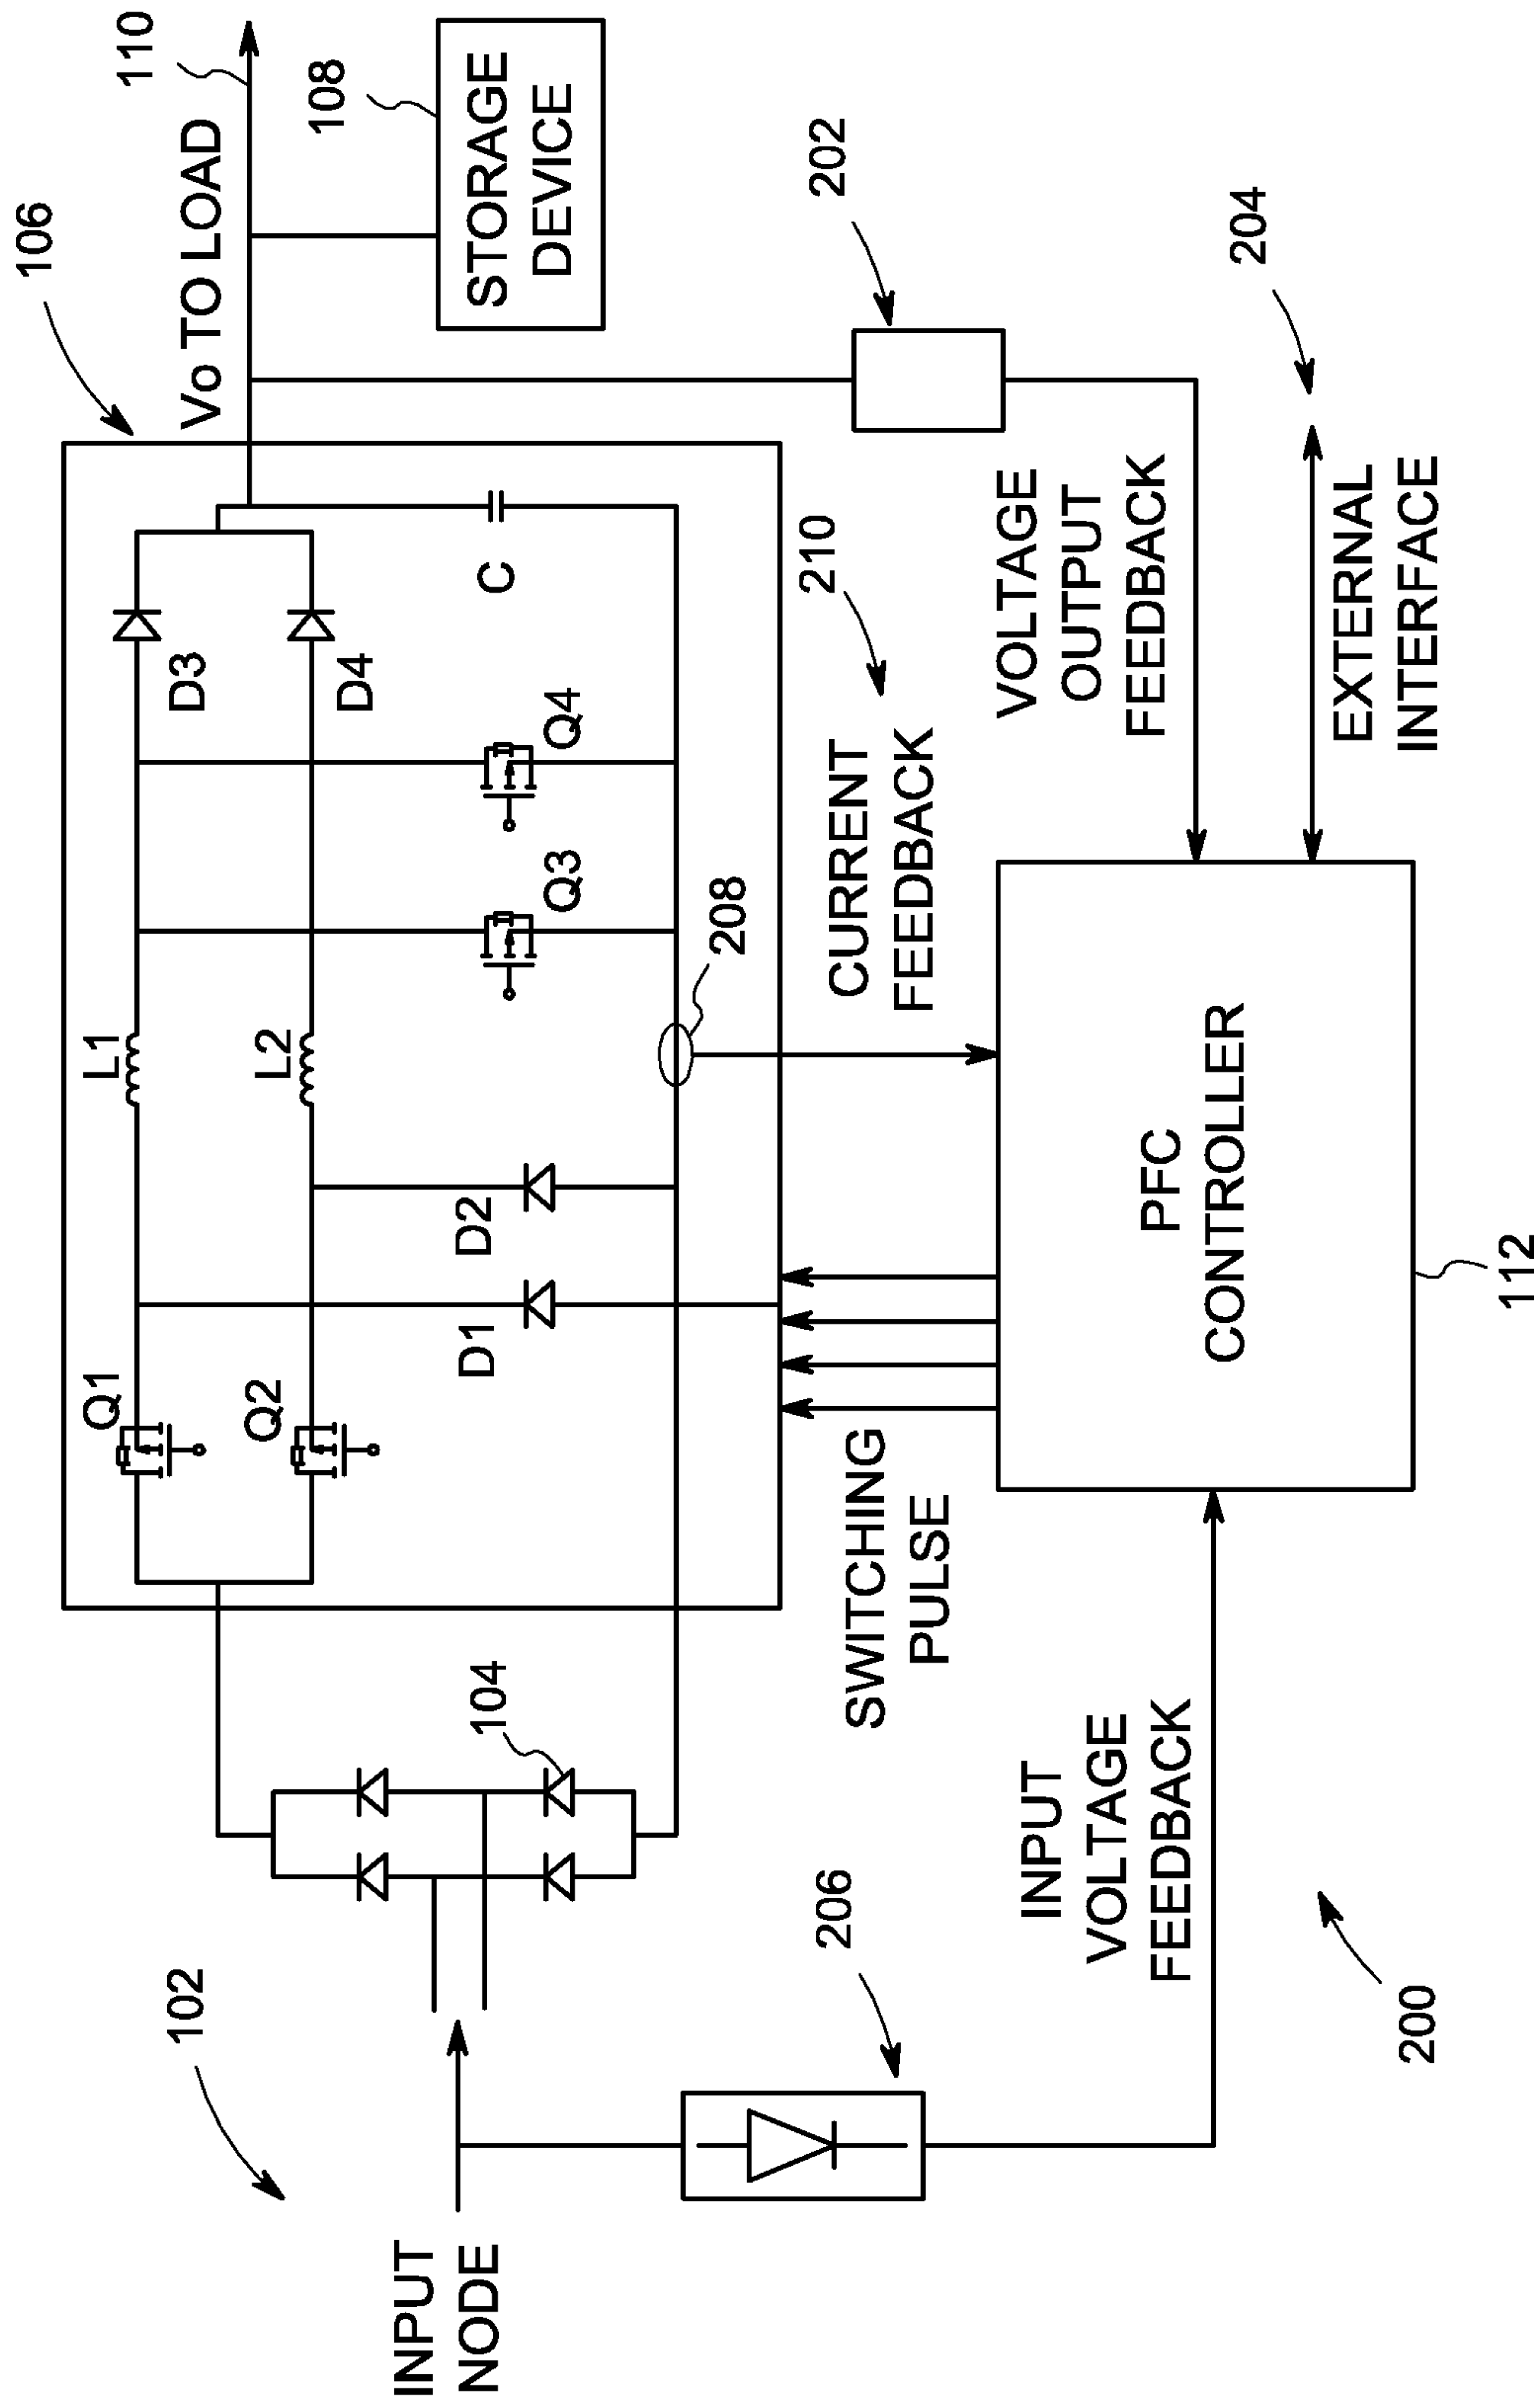 106
110
Vo TO LOAD
108
STORAGE
DEVICE
202
204
Q1
L1
D3
Q2
L2
D4
D1
D2
Q3
Q4
C
208
210
102
INPUT
NODE
104
206
SWITCHING
PULSE
CURRENT
FEEDBACK
VOLTAGE
OUTPUT
FEEDBACK
EXTERNAL
INTERFACE
INPUT
VOLTAGE
FEEDBACK
PFC
CONTROLLER
112
200